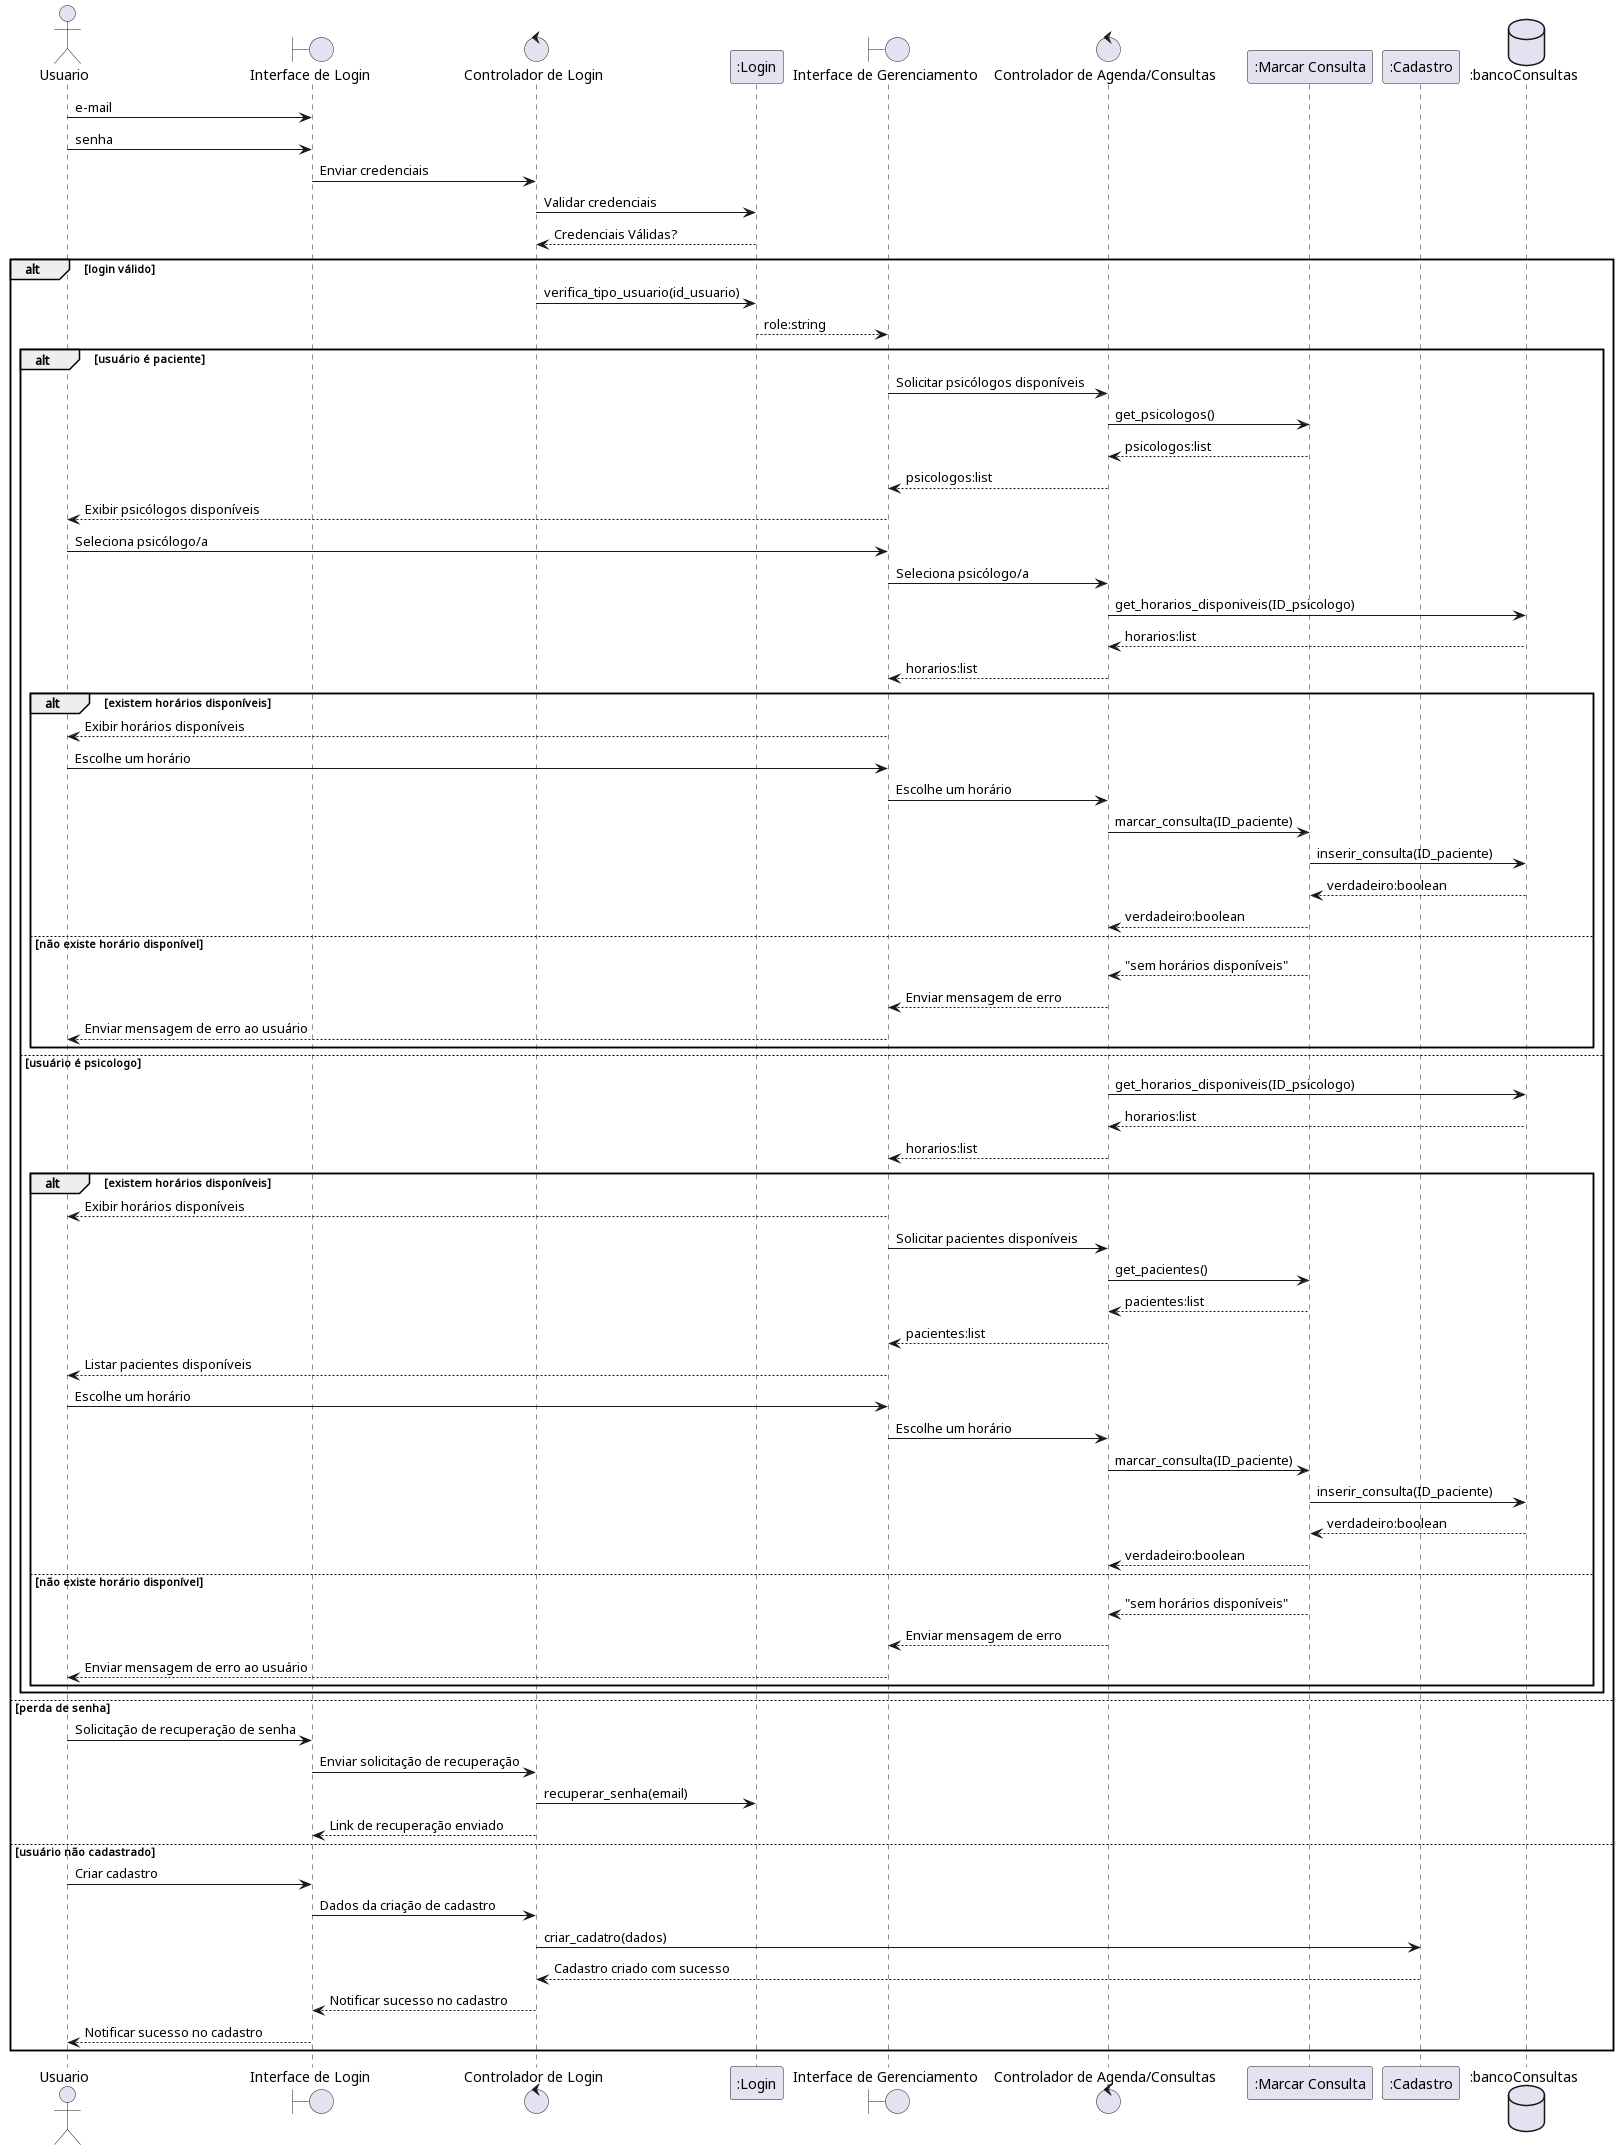 Usuario
Interface de Login
Controlador de Login
:Login
Interface de Gerenciamento
Controlador de Agenda/Consultas
:Marcar Consulta
:Cadastro
:bancoConsultas
e-mail
senha
Enviar credenciais
Validar credenciais
Credenciais Válidas?
alt [login válido]
verifica_tipo_usuario(id_usuario)
role:string
alt [usuário é paciente]
Solicitar psicólogos disponíveis
get_psicologos()
psicologos:list
psicologos:list
Exibir psicólogos disponíveis
Seleciona psicólogo/a
Seleciona psicólogo/a
get_horarios_disponiveis(ID_psicologo)
horarios:list
horarios:list
alt [existem horários disponíveis]
Exibir horários disponíveis
Escolhe um horário
Escolhe um horário
marcar_consulta(ID_paciente)
inserir_consulta(ID_paciente)
verdadeiro:boolean
verdadeiro:boolean
[não existe horário disponível]
"sem horários disponíveis"
Enviar mensagem de erro
Enviar mensagem de erro ao usuário
[usuário é psicologo]
get_horarios_disponiveis(ID_psicologo)
horarios:list
horarios:list
alt [existem horários disponíveis]
Exibir horários disponíveis
Solicitar pacientes disponíveis
get_pacientes()
pacientes:list
pacientes:list
Listar pacientes disponíveis
Escolhe um horário
Escolhe um horário
marcar_consulta(ID_paciente)
inserir_consulta(ID_paciente)
verdadeiro:boolean
verdadeiro:boolean
[não existe horário disponível]
"sem horários disponíveis"
Enviar mensagem de erro
Enviar mensagem de erro ao usuário
[perda de senha]
Solicitação de recuperação de senha
Enviar solicitação de recuperação
recuperar_senha(email)
Link de recuperação enviado
[usuário não cadastrado]
Criar cadastro
Dados da criação de cadastro
criar_cadatro(dados)
Cadastro criado com sucesso
Notificar sucesso no cadastro
Notificar sucesso no cadastro
Usuario
Interface de Login
Controlador de Login
:Login
Interface de Gerenciamento
Controlador de Agenda/Consultas
:Marcar Consulta
:Cadastro
:bancoConsultas